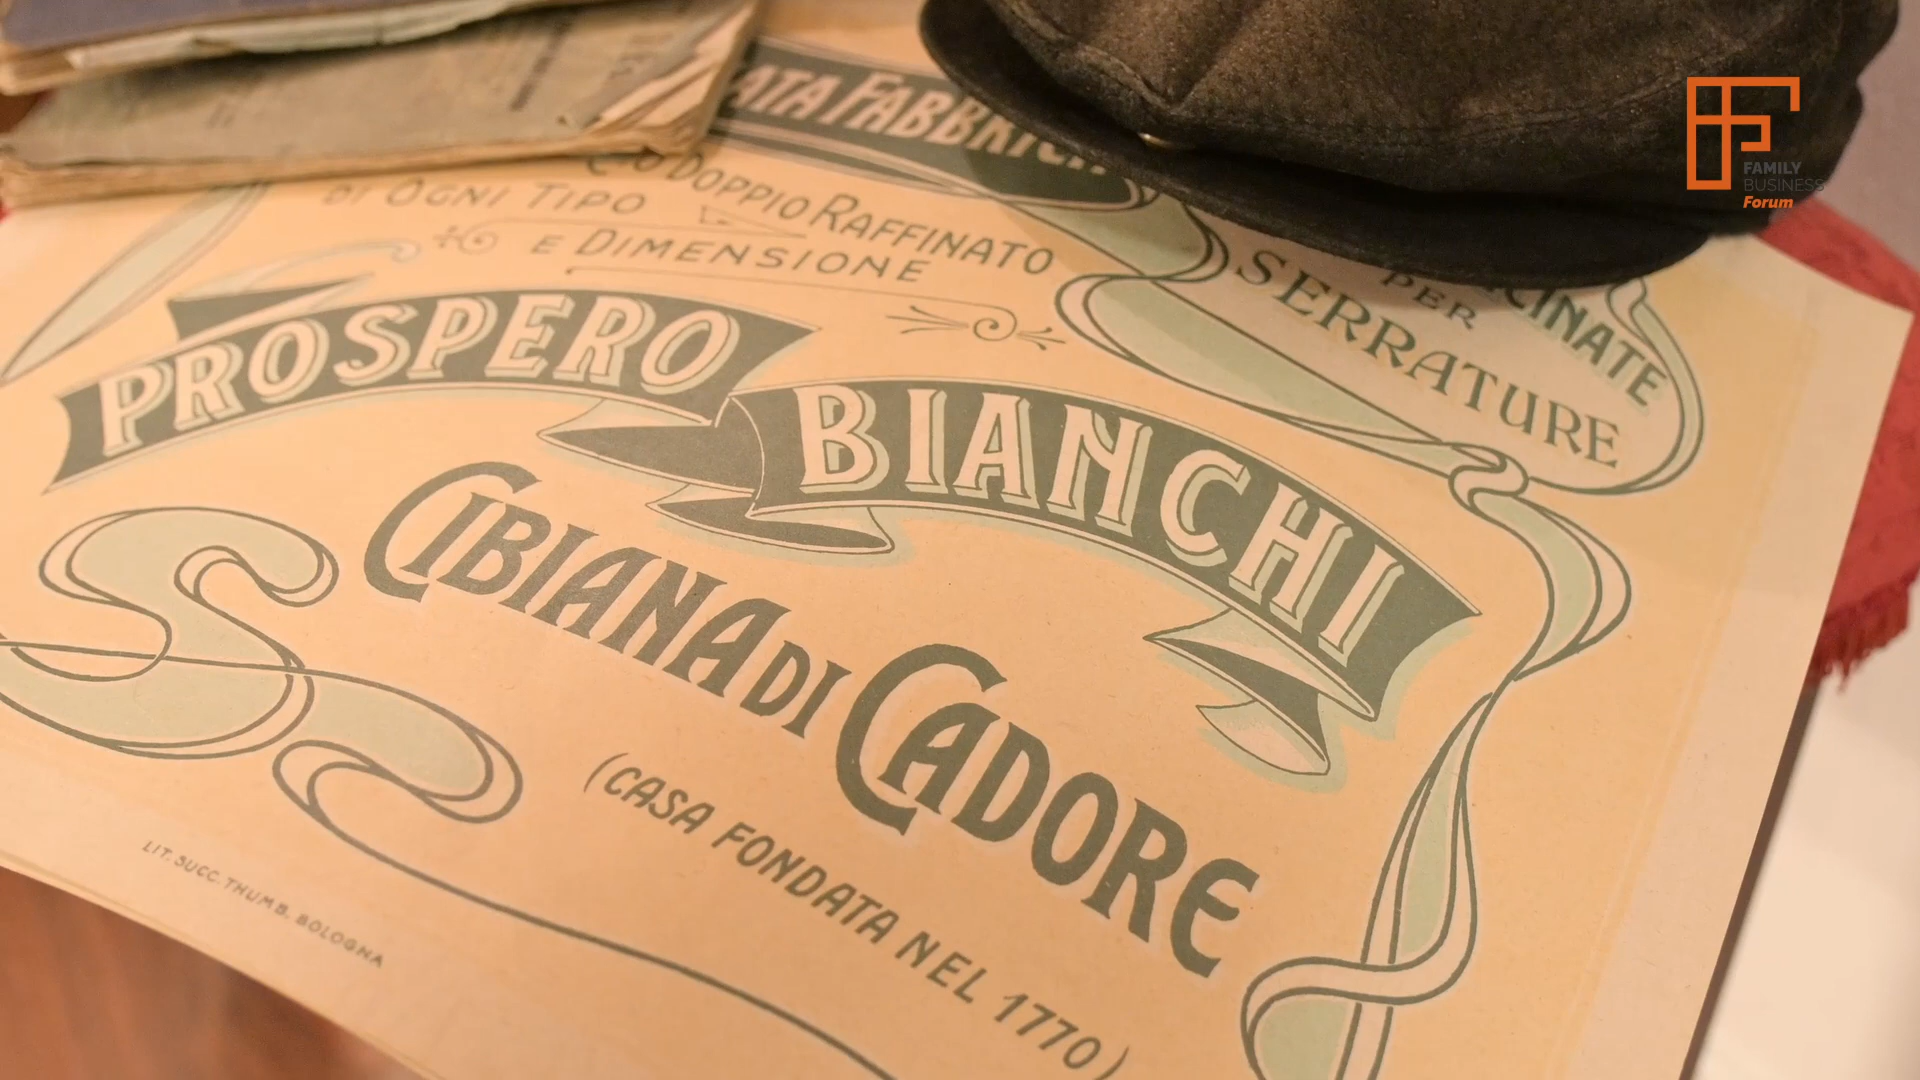 FABBRICA
DOPPIO RAFFINATO
DI OGNI TIPO
E DIMENSIONE
PER
SERRATURE
PROSPERO
BIANCHI
CIBIANA DI CADORE
(CASA FONDATA NEL 1770)
LIT. SUCC. THUMB. BOLOGNA
FAMILY
BUSINESS
Forum